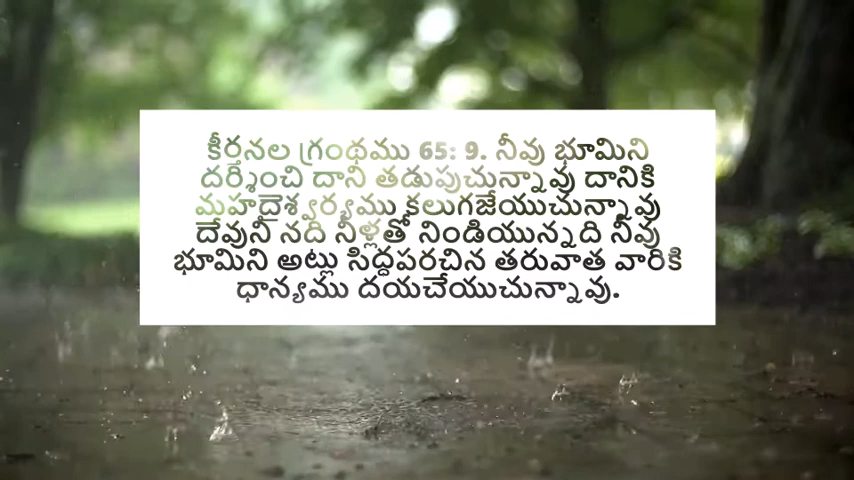 కీర్తనల గ్రంథము 65: 9. నీవు భూమిని
దర్శించి దాని తడుపుచున్నావు దానికి
మహదైశ్వర్యము కలుగజేయుచున్నావు
దేవుని నది నీళ్లతో నిండియున్నది నీవు
భూమిని అట్లు సిద్ధపరచిన తరువాత వారికి
ధాన్యము దయచేయుచున్నావు.